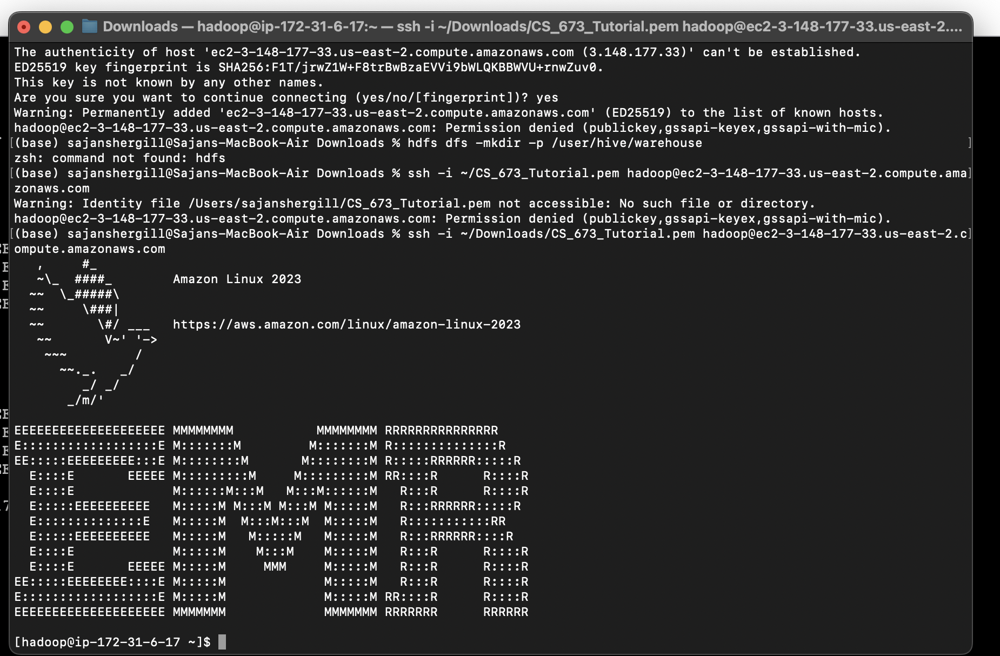 Downloads — hadoop@ip-172-31-6-17:~ — ssh -i ~/Downloads/CS_673_Tutorial.pem hadoop@ec2-3-148-177-33.us-east-2....
The authenticity of host 'ec2-3-148-177-33.us-east-2.compute.amazonaws.com (3.148.177.33)' can't be established.
ED25519 key fingerprint is SHA256:F1T/jrwZ1W+F8trBwBzaEVVi9bWLQKBBWVU+rnwZuv0.
This key is not known by any other names.
Are you sure you want to continue connecting (yes/no/[fingerprint])? yes
Warning: Permanently added 'ec2-3-148-177-33.us-east-2.compute.amazonaws.com' (ED25519) to the list of known hosts.
hadoop@ec2-3-148-177-33.us-east-2.compute.amazonaws.com: Permission denied (publickey,gssapi-keyex,gssapi-with-mic).
[(base) sajanshergill@Sajans-MacBook-Air Downloads % hdfs dfs -mkdir -p /user/hive/warehouse ]
zsh: command not found: hdfs
[(base) sajanshergill@Sajans-MacBook-Air Downloads % ssh -i ~/CS_673_Tutorial.pem hadoop@ec2-3-148-177-33.us-east-2.compute.ama]
zonaws.com
Warning: Identity file /Users/sajanshergill/CS_673_Tutorial.pem not accessible: No such file or directory.
hadoop@ec2-3-148-177-33.us-east-2.compute.amazonaws.com: Permission denied (publickey,gssapi-keyex,gssapi-with-mic).
[(base) sajanshergill@Sajans-MacBook-Air Downloads % ssh -i ~/Downloads/CS_673_Tutorial.pem hadoop@ec2-3-148-177-33.us-east-2.c]
ompute.amazonaws.com
   ,     #_
   ~\_  ####_        Amazon Linux 2023
  ~~  \_#####\
  ~~     \###|
  ~~       \#/ ___   https://aws.amazon.com/linux/amazon-linux-2023
   ~~       V~' '->
    ~~~         /
      ~~._.   _/
         _/ _/
       _/m/'
EEEEEEEEEEEEEEEEEEEE MMMMMMMM           MMMMMMMM RRRRRRRRRRRRRRR
E::::::::::::::::::E M:::::::M         M:::::::M R::::::::::::::R
EE:::::EEEEEEEEE:::E M::::::::M       M::::::::M R:::::RRRRRR:::::R
  E::::E       EEEEE M:::::::::M     M:::::::::M RR::::R      R::::R
  E::::E             M::::::M:::M   M:::M::::::M   R:::R      R::::R
  E:::::EEEEEEEEEE   M:::::M M:::M M:::M M:::::M   R:::RRRRRR:::::R
  E::::::::::::::E   M:::::M  M:::M:::M  M:::::M   R:::::::::::RR
  E:::::EEEEEEEEEE   M:::::M   M:::::M   M:::::M   R:::RRRRRR::::R
  E::::E             M:::::M    M:::M    M:::::M   R:::R      R::::R
  E::::E       EEEEE M:::::M     MMM     M:::::M   R:::R      R::::R
EE:::::EEEEEEEE::::E M:::::M             M:::::M   R:::R      R::::R
E::::::::::::::::::E M:::::M             M:::::M RR::::R      R::::R
EEEEEEEEEEEEEEEEEEEE MMMMMMM             MMMMMMM RRRRRRR      RRRRRR
[hadoop@ip-172-31-6-17 ~]$